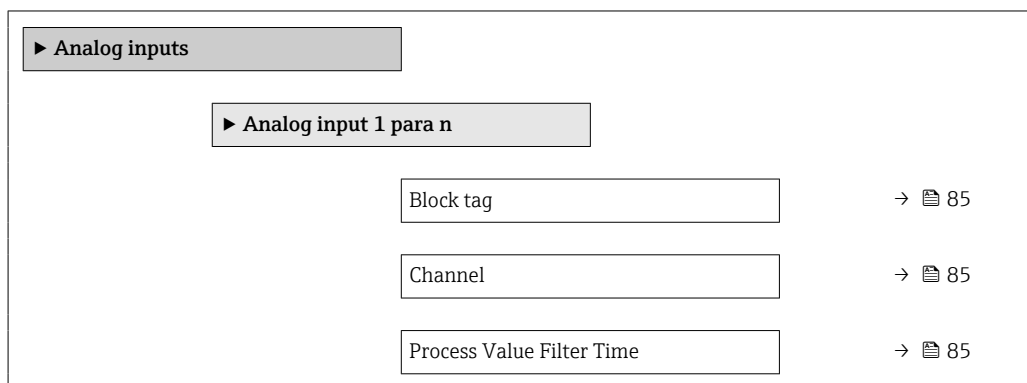 ▶ Analog inputs
▶ Analog input 1 para n
Block tag → 85
Channel → 85
Process Value Filter Time → 85